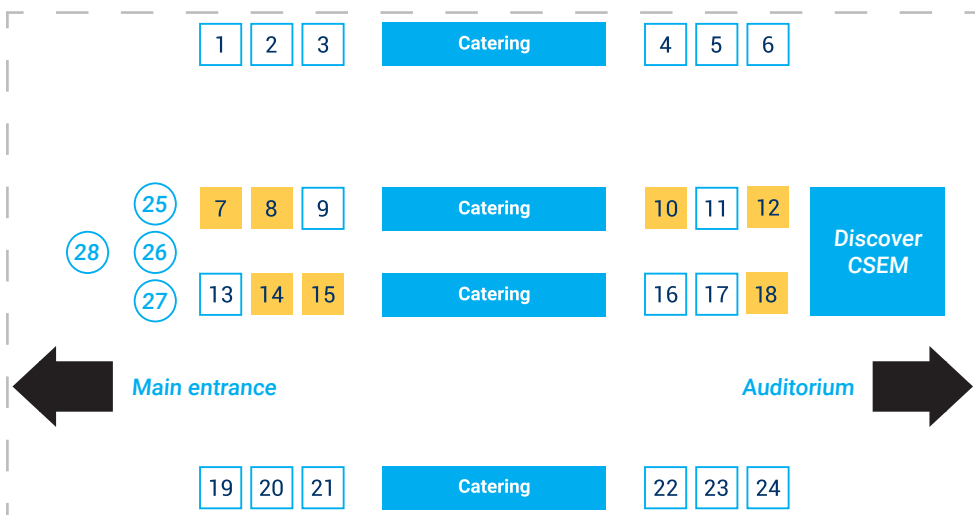 1 2 3 Catering 4 5 6
25 7 8 9 Catering 10 11 12
28 26 Discover
CSEM
27 13 14 15 Catering 16 17 18
Main entrance Auditorium
19 20 21 Catering 22 23 24